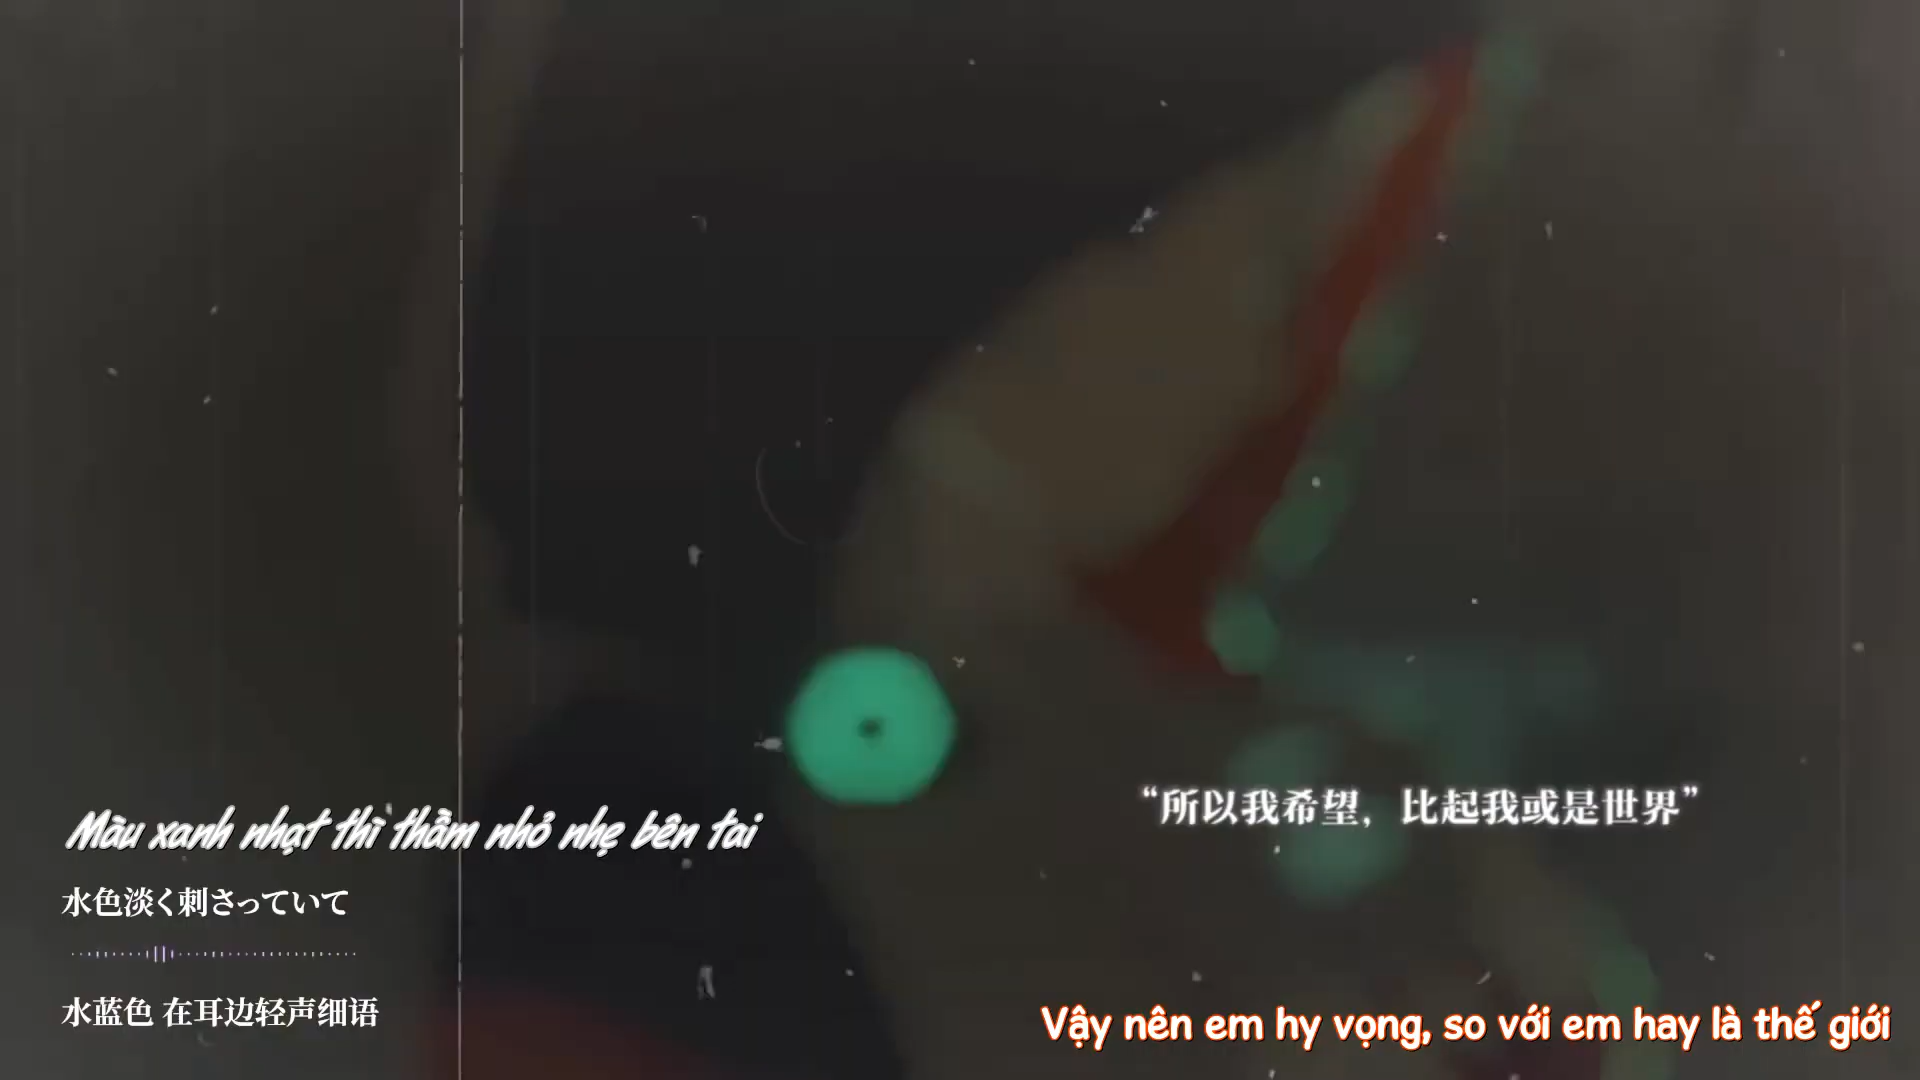 Màu xanh nhạt thì thầm nhỏ nhẹ bên tai
水色淡く刺さっていて
水蓝色 在耳边轻声细语
“所以我希望，比起我或是世界”
Vậy nên em hy vọng, so với em hay là thế giới